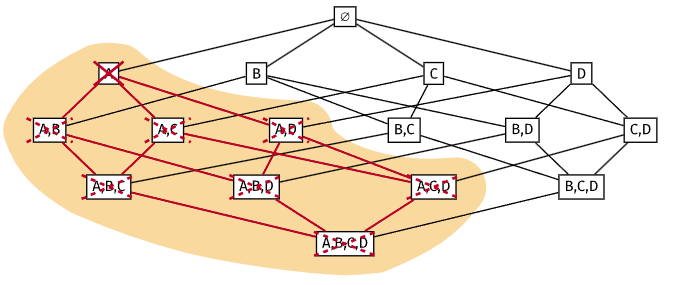 ∅
A B C D
A,B A,C A,D B,C B,D C,D
A,B,C A,B,D A,C,D B,C,D
A,B,C,D